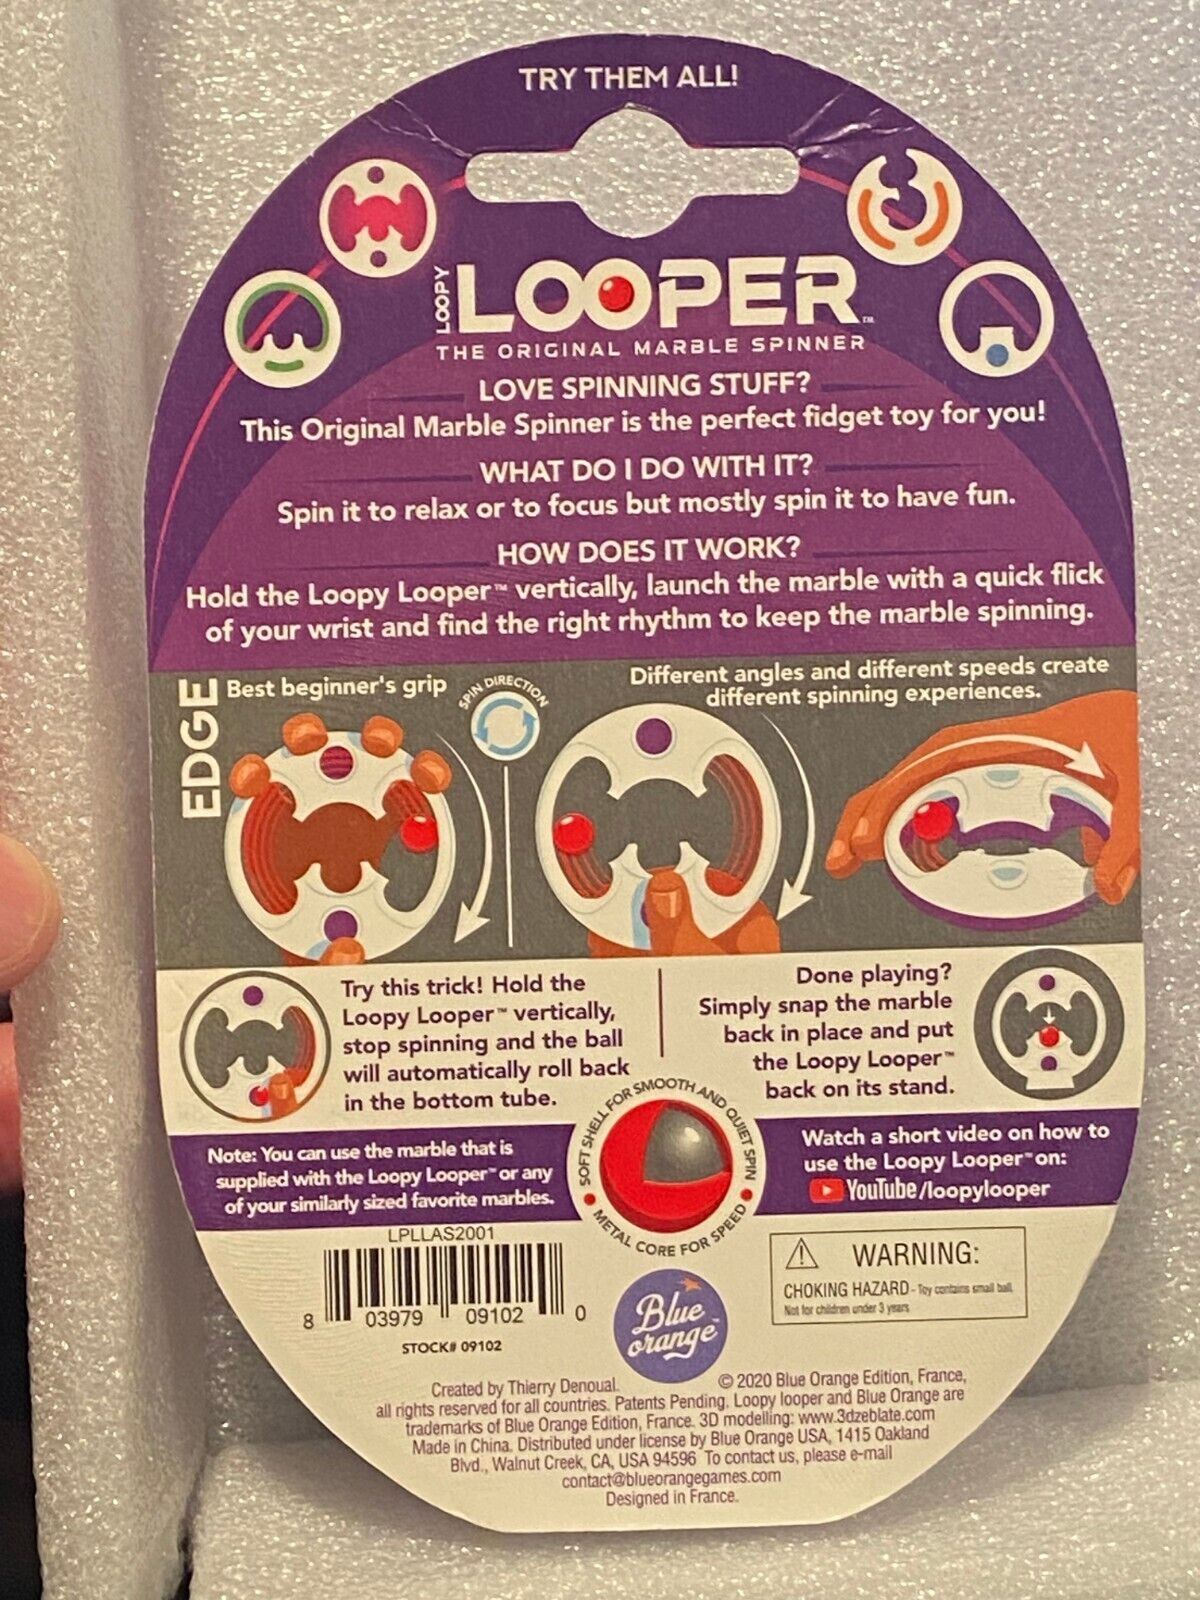 TRY THEM ALL!
LOOPY LOOPER™
THE ORIGINAL MARBLE SPINNER
LOVE SPINNING STUFF?
This Original Marble Spinner is the perfect fidget toy for you!
WHAT DO I DO WITH IT?
Spin it to relax or to focus but mostly spin it to have fun.
HOW DOES IT WORK?
Hold the Loopy Looper™ vertically, launch the marble with a quick flick
of your wrist and find the right rhythm to keep the marble spinning.
EDGE
Best beginner's grip
SPIN DIRECTION
Different angles and different speeds create
different spinning experiences.
Try this trick! Hold the
Loopy Looper™ vertically,
stop spinning and the ball
will automatically roll back
in the bottom tube.
Done playing?
Simply snap the marble
back in place and put
the Loopy Looper™
back on its stand.
Note: You can use the marble that is
supplied with the Loopy Looper™ or any
of your similarly sized favorite marbles.
SOFT SHELL FOR SMOOTH AND QUIET SPIN
METAL CORE FOR SPEED
Watch a short video on how to
use the Loopy Looper™ on:
YouTube/loopylooper
LPLLAS2001
8 03979 09102 0
STOCK# 09102
Blue
orange™
WARNING:
CHOKING HAZARD - Toy contains small ball.
Not for children under 3 years
Created by Thierry Denoual. © 2020 Blue Orange Edition, France,
all rights reserved for all countries. Patents Pending. Loopy looper and Blue Orange are
trademarks of Blue Orange Edition, France. 3D modelling: www.3dzeblate.com
Made in China. Distributed under license by Blue Orange USA, 1415 Oakland
Blvd., Walnut Creek, CA, USA 94596 To contact us, please e-mail
contact@blueorangegames.com
Designed in France.